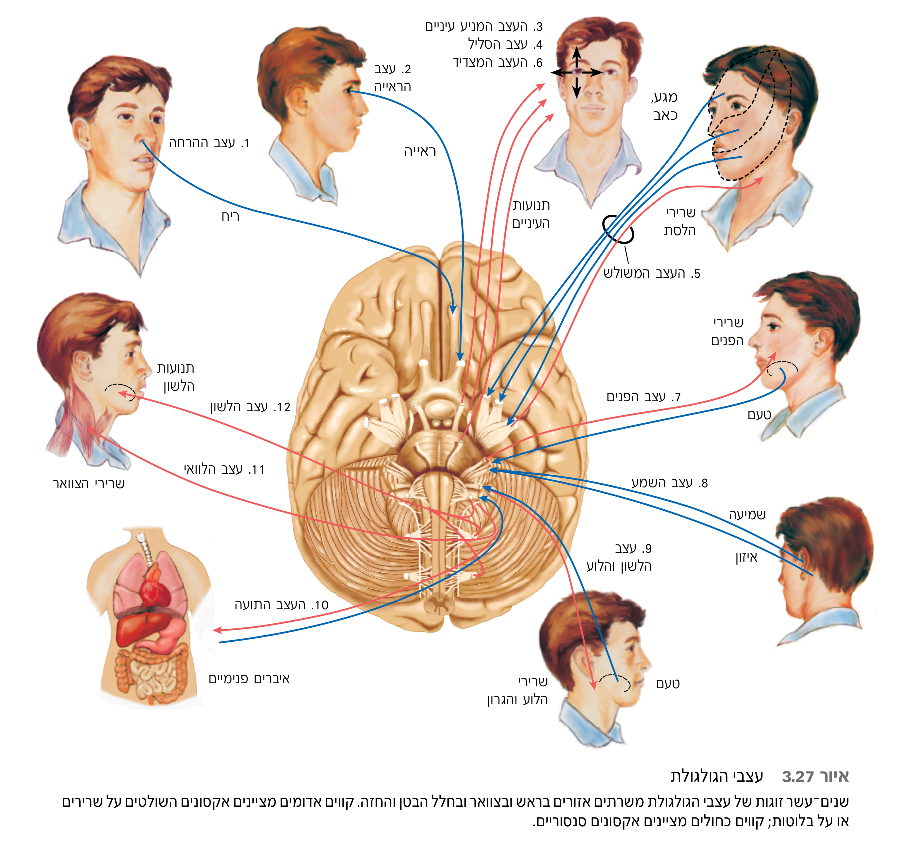 3. העצב המניע עיניים
4. עצב הסליל
6. העצב המצדיד
2. עצב
הראייה
מגע,
כאב
1. עצב ההרחה
ראייה
ריח
תנועות
העיניים
שרירי
הלסת
5. העצב המשולש
שרירי
הפנים
תנועות
הלשון
7. עצב הפנים
12. עצב הלשון
טעם
11. עצב הלוואי
8. עצב השמע
שרירי הצוואר
שמיעה
איזון
9. עצב
הלשון והלוע
10. העצב התועה
איברים פנימיים
שרירי
הלוע והגרון
טעם
איור 3.27 עצבי הגולגולת
שנים־עשר זוגות של עצבי הגולגולת משרתים אזורים בראש ובצוואר ובחלל הבטן והחזה. קווים אדומים מציינים אקסונים השולטים על שרירים
או על בלוטות; קווים כחולים מציינים אקסונים סנסוריים.